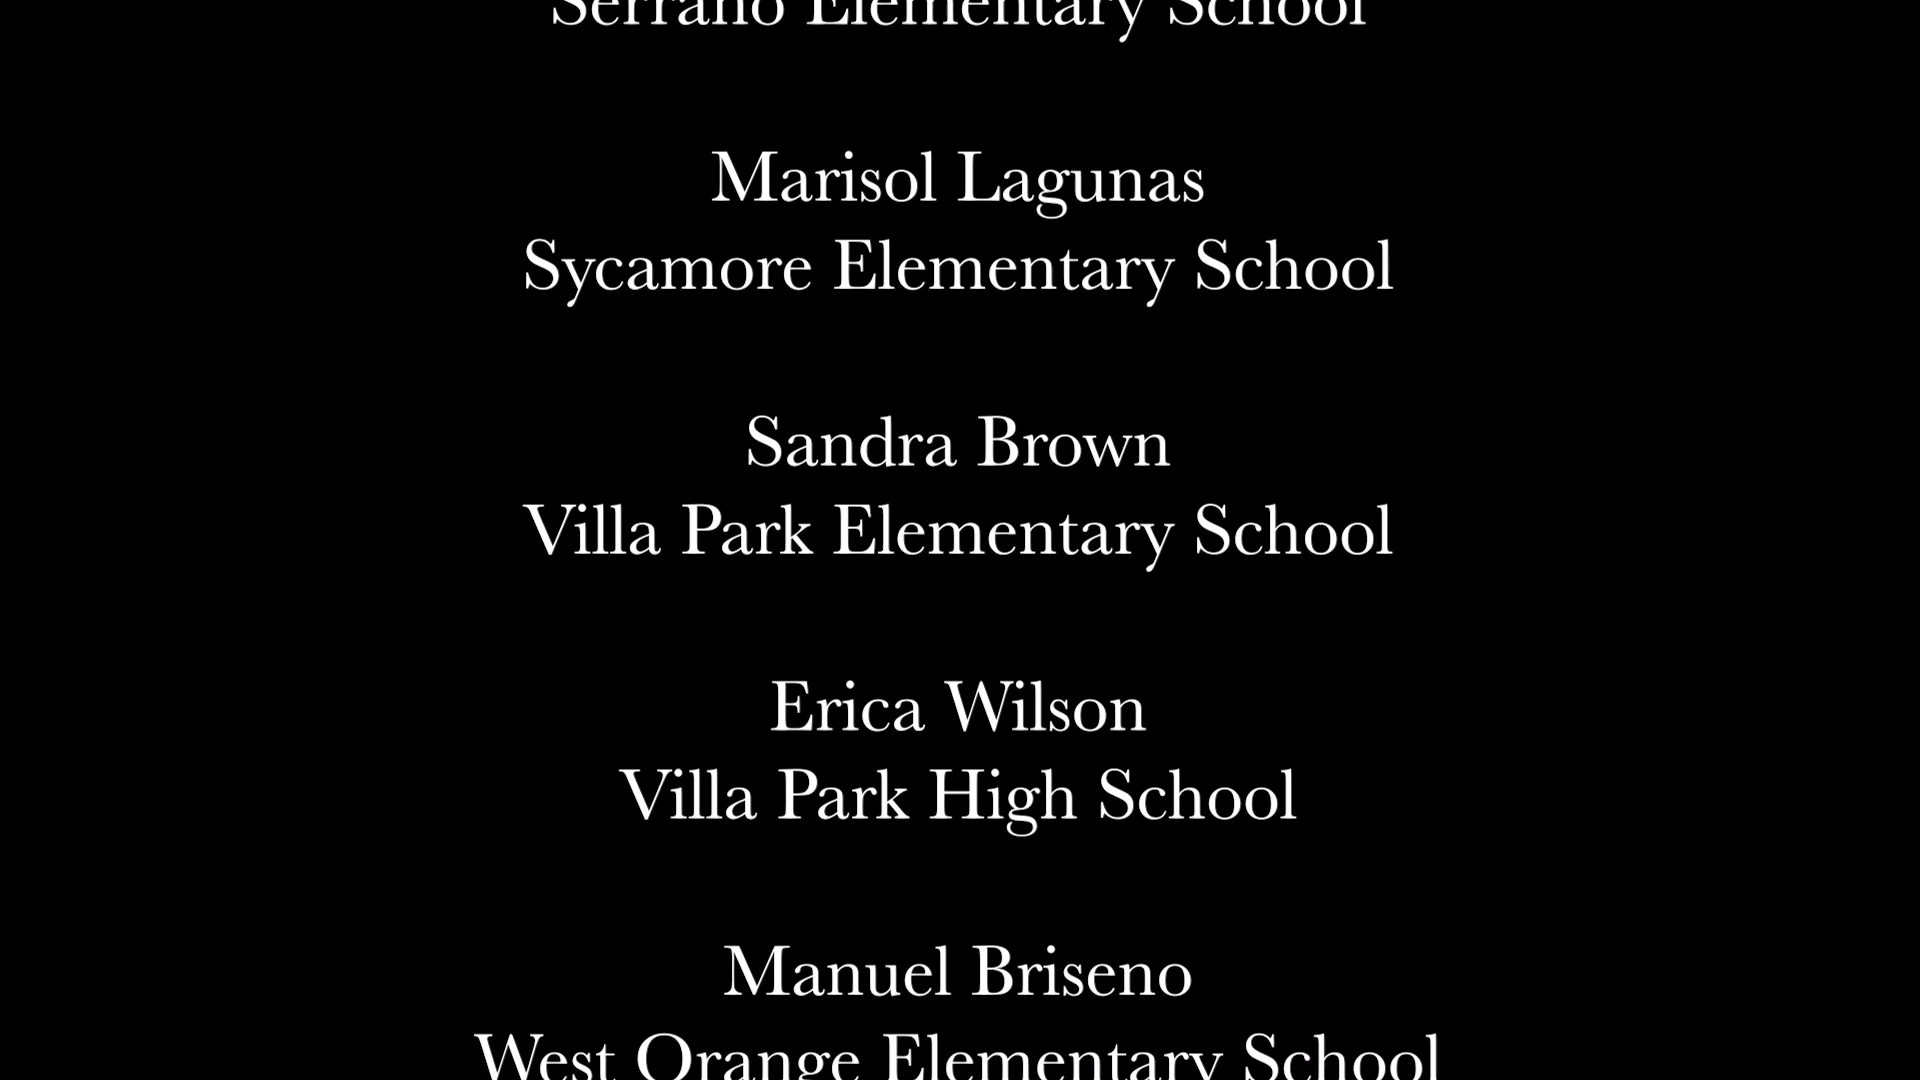 Serrano Elementary School
Marisol Lagunas
Sycamore Elementary School
Sandra Brown
Villa Park Elementary School
Erica Wilson
Villa Park High School
Manuel Briseno
West Orange Elementary School